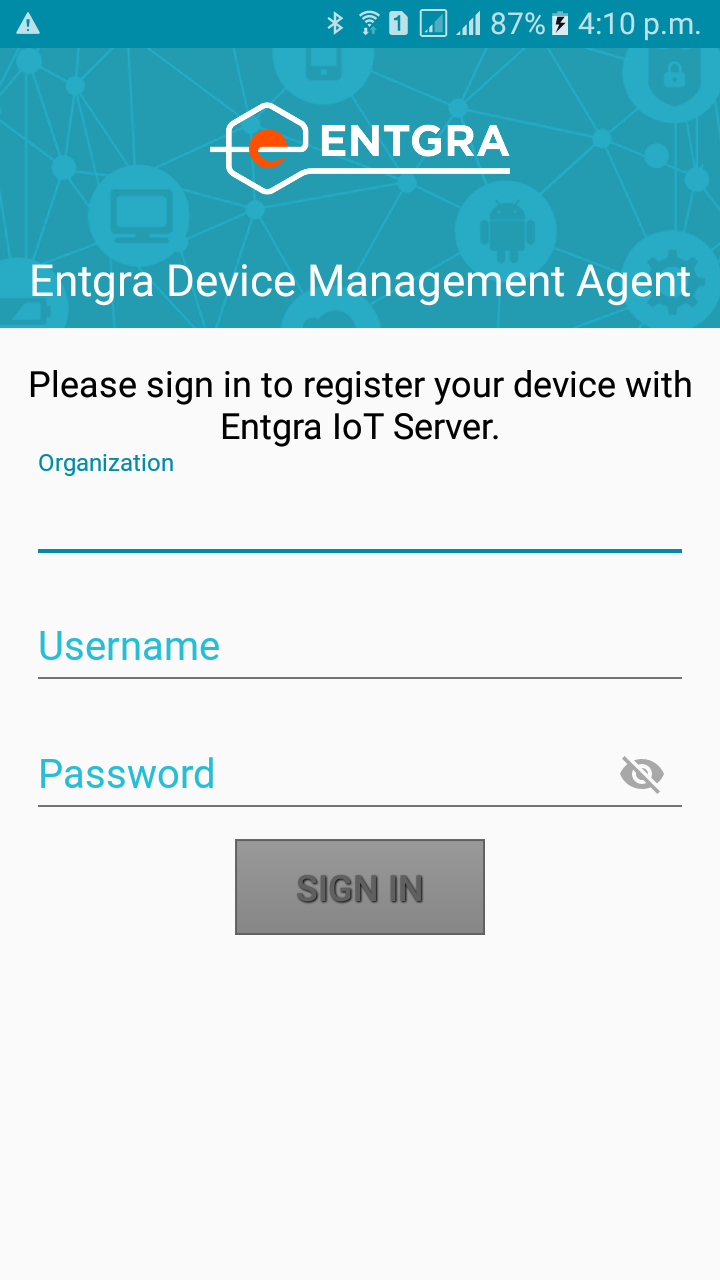 1 87% 4:10 p.m.
ENTGRA
Entgra Device Management Agent
Please sign in to register your device with
Entgra IoT Server.
Organization
Username
Password
SIGN IN